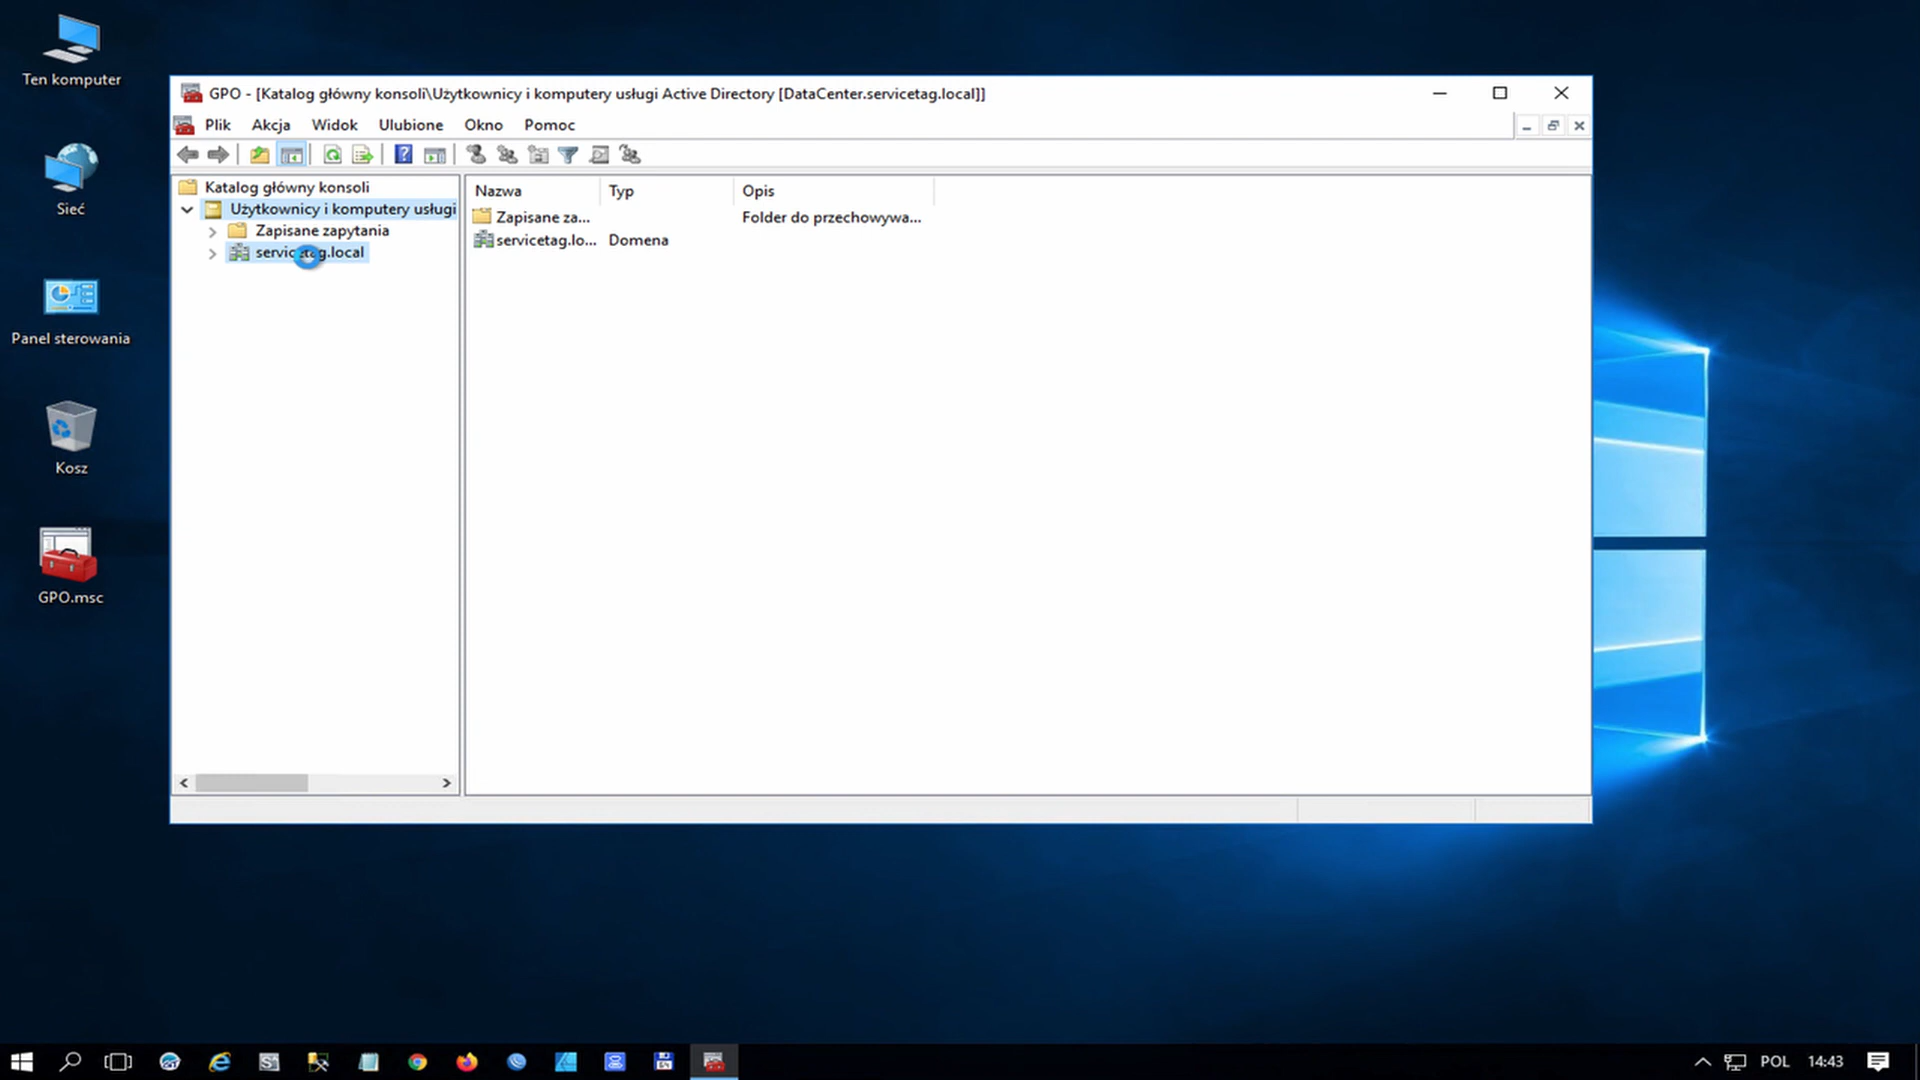 Ten komputer
Sieć
Panel sterowania
Kosz
GPO.msc
GPO - [Katalog główny konsoli\Użytkownicy i komputery usługi Active Directory [DataCenter.servicetag.local]]
Plik Akcja Widok Ulubione Okno Pomoc
Katalog główny konsoli
Użytkownicy i komputery usługi
Zapisane zapytania
servicetag.local
Nazwa Typ Opis
Zapisane za... Folder do przechowywa...
servicetag.lo... Domena
POL 14:43